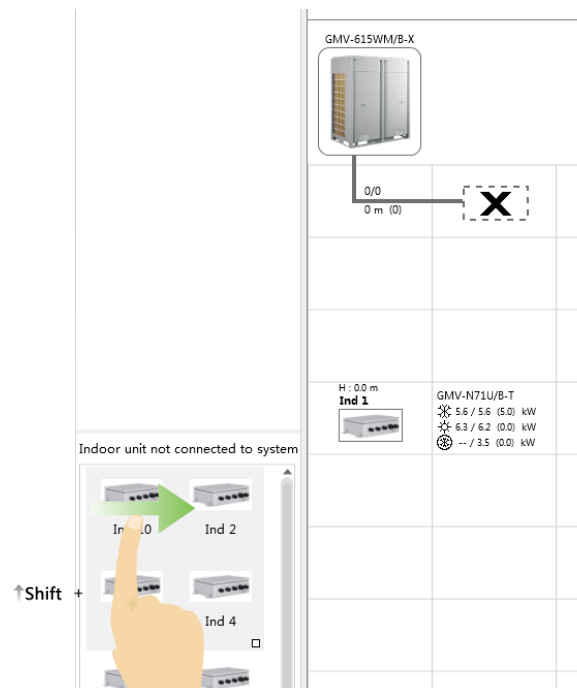 GMV-615WM/B-X
0/0
0 m (0)
H : 0.0 m
Ind 1
GMV-N71U/B-T
5.6 / 5.6 (5.0) kW
6.3 / 6.2 (0.0) kW
-- / 3.5 (0.0) kW
Indoor unit not connected to system
Ind 2
↑Shift +
Ind 4